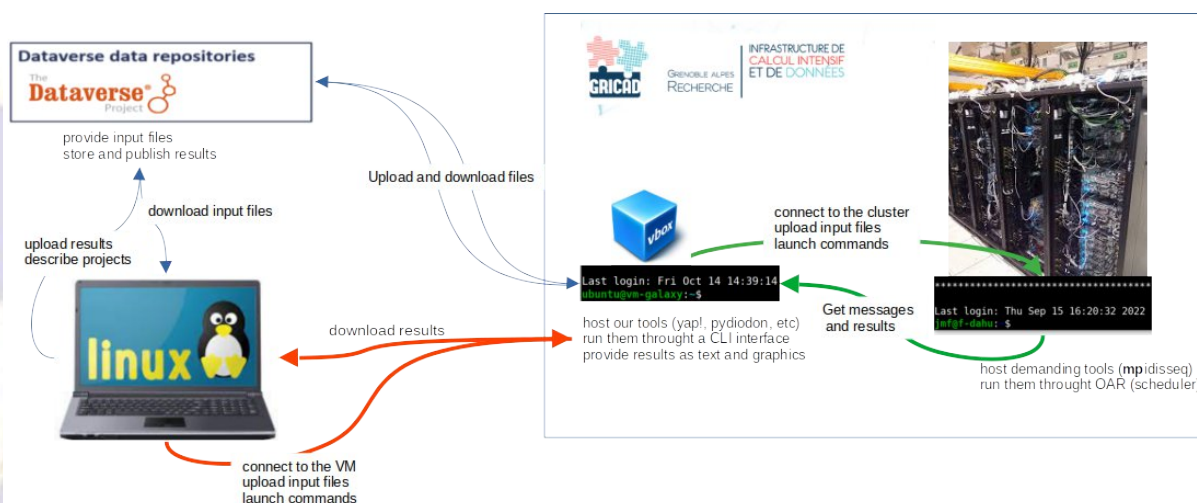 Dataverse data repositories
The
Dataverse®
Project
provide input files
store and publish results
download input files
upload results
describe projects
linux
download results
connect to the VM
upload input files
launch commands
Upload and download files
GRICAD
GRENOBLE ALPES
RECHERCHE
INFRASTRUCTURE DE
CALCUL INTENSIF
ET DE DONNÉES
vbox
Last login: Fri Oct 14 14:39:14
ubuntu@vm-galaxy:~$
host our tools (yap!, pydiodon, etc)
run them throught a CLI interface
provide results as text and graphics
connect to the cluster
upload input files
launch commands
Get messages
and results
****************************************
Last login: Thu Sep 15 16:20:32 2022
jmf@f-dahu: $
host demanding tools (mpidisseq)
run them throught OAR (scheduler)